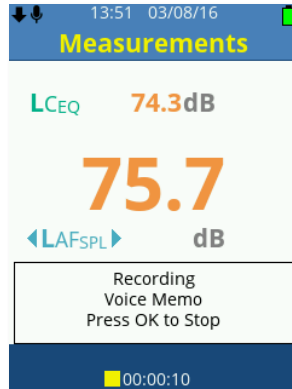 13:51 03/08/16
Measurements
LCEQ 74.3dB
75.7
LAFSPL dB
Recording
Voice Memo
Press OK to Stop
00:00:10